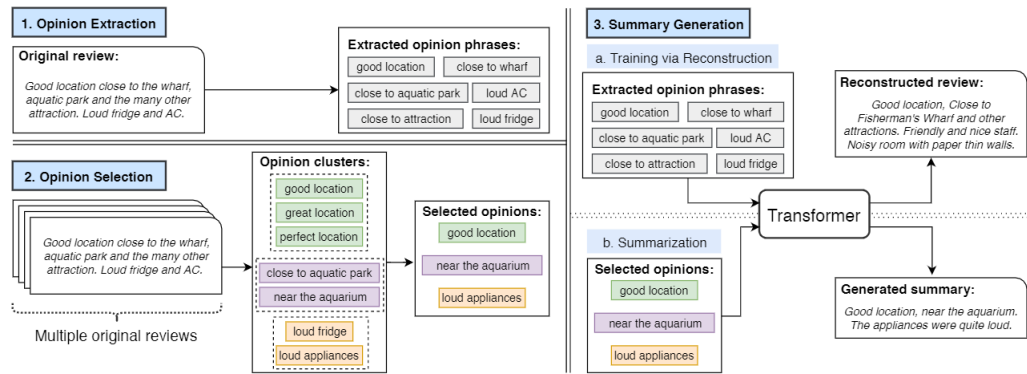 1. Opinion Extraction
Original review:
Good location close to the wharf,
aquatic park and the many other
attraction. Loud fridge and AC.
Extracted opinion phrases:
good location
close to wharf
close to aquatic park
loud AC
close to attraction
loud fridge
2. Opinion Selection
Good location close to the wharf,
aquatic park and the many other
attraction. Loud fridge and AC.
Multiple original reviews
Opinion clusters:
good location
great location
perfect location
close to aquatic park
near the aquarium
loud fridge
loud appliances
Selected opinions:
good location
near the aquarium
loud appliances
3. Summary Generation
a. Training via Reconstruction
Extracted opinion phrases:
good location
close to wharf
close to aquatic park
loud AC
close to attraction
loud fridge
Transformer
Reconstructed review:
Good location, Close to
Fisherman's Wharf and other
attractions. Friendly and nice staff.
Noisy room with paper thin walls.
b. Summarization
Selected opinions:
good location
near the aquarium
loud appliances
Generated summary:
Good location, near the aquarium.
The appliances were quite loud.